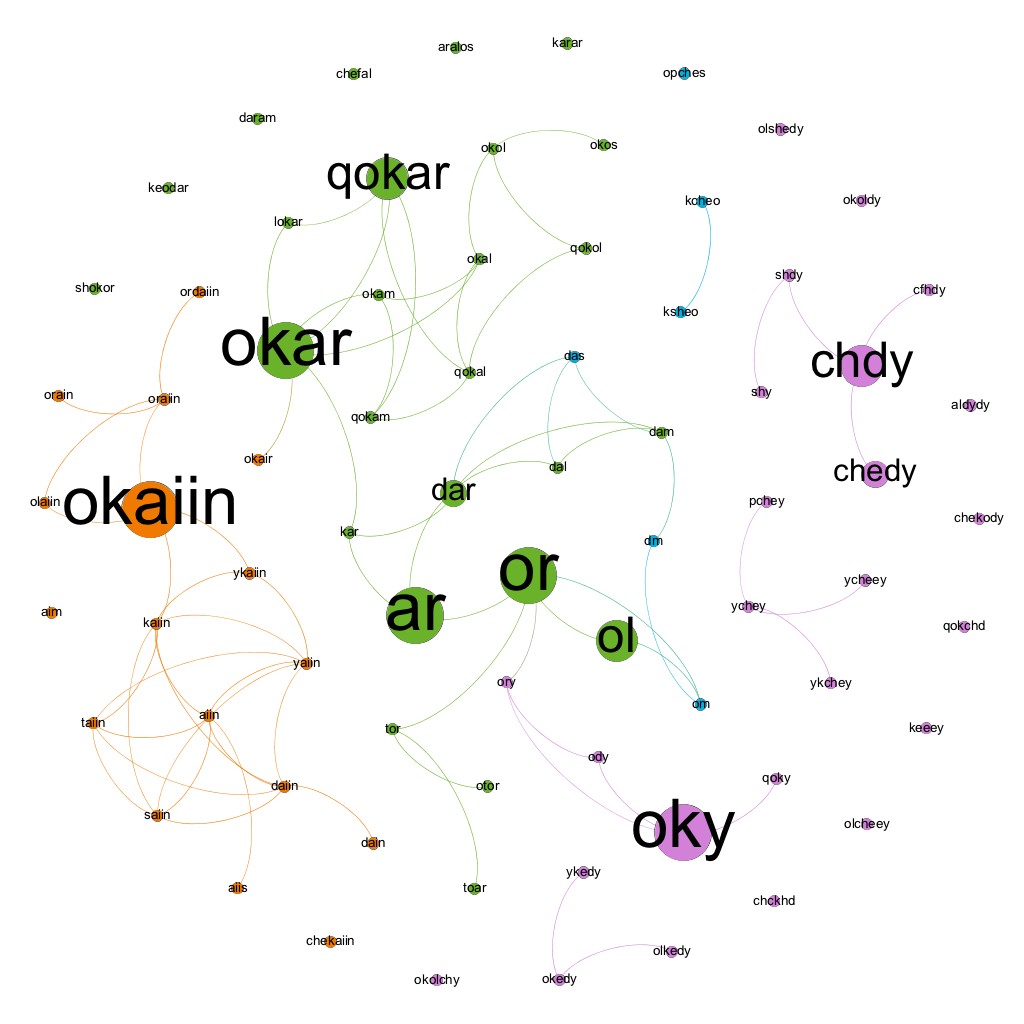 aralos
karar
chefal
opches
daram
olshedy
okol
okos
qokar
keodar
kcheo
okoldy
lokar
qokol
okal
shdy
shokor
ordaiin
okam
cfhdy
ksheo
okar
das
chdy
qokal
shy
orain
oraiin
aldydy
qokam
dam
okair
dal
chedy
dar
olaiin
okaiin
pchey
chekody
kar
dm
or
ykaiin
ycheey
ar
ychey
aim
kaiin
qokchd
ol
yaiin
ory
ykchey
om
taiin
aiin
tor
keeey
ody
daiin
otor
qoky
salin
oky
olcheey
dain
ykedy
aiis
toar
chckhd
chekaiin
olkedy
okolchy
okedy